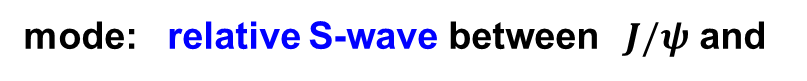 mode: relative S-wave between J/ψ and